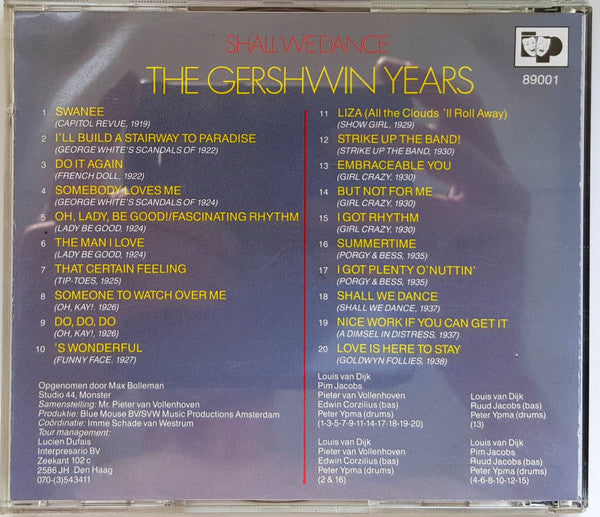 SHALL WE DANCE
THE GERSHWIN YEARS
89001
1 SWANEE
(CAPITOL REVUE, 1919)
2 I'LL BUILD A STAIRWAY TO PARADISE
(GEORGE WHITE'S SCANDALS OF 1922)
3 DO IT AGAIN
(FRENCH DOLL, 1922)
4 SOMEBODY LOVES ME
(GEORGE WHITE'S SCANDALS OF 1924)
5 OH, LADY, BE GOOD!/FASCINATING RHYTHM
(LADY BE GOOD, 1924)
6 THE MAN I LOVE
(LADY BE GOOD, 1924)
7 THAT CERTAIN FEELING
(TIP-TOES, 1925)
8 SOMEONE TO WATCH OVER ME
(OH, KAY!, 1926)
9 DO, DO, DO
(OH, KAY!, 1926)
10 'S WONDERFUL
(FUNNY FACE, 1927)
11 LIZA (All the Clouds 'll Roll Away)
(SHOW GIRL, 1929)
12 STRIKE UP THE BAND!
(STRIKE UP THE BAND, 1930)
13 EMBRACEABLE YOU
(GIRL CRAZY, 1930)
14 BUT NOT FOR ME
(GIRL CRAZY, 1930)
15 I GOT RHYTHM
(GIRL CRAZY, 1930)
16 SUMMERTIME
(PORGY & BESS, 1935)
17 I GOT PLENTY O'NUTTIN'
(PORGY & BESS, 1935)
18 SHALL WE DANCE
(SHALL WE DANCE, 1937)
19 NICE WORK IF YOU CAN GET IT
(A DIMSEL IN DISTRESS, 1937)
20 LOVE IS HERE TO STAY
(GOLDWYN FOLLIES, 1938)
Opgenomen door Max Bolleman
Studio 44, Monster
Samenstelling: Mr. Pieter van Vollenhoven
Produktie: Blue Mouse BV/SVW Music Productions Amsterdam
Coördinatie: Imme Schade van Westrum
Tour management:
Lucien Dufais
Interpresario BV
Zeekant 102 c
2586 JH Den Haag
070-(3)543411
Louis van Dijk
Pim Jacobs
Pieter van Vollenhoven
Edwin Corzilius (bas)
Peter Ypma (drums)
(1-3-5-7-9-11-14-17-18-19-20)
Louis van Dijk
Ruud Jacobs (bas)
Peter Ypma (drums)
(13)
Louis van Dijk
Pieter van Vollenhoven
Edwin Corzilius (bas)
Peter Ypma (drums)
(2 & 16)
Louis van Dijk
Pim Jacobs
Ruud Jacobs (bas)
Peter Ypma (drums)
(4-6-8-10-12-15)